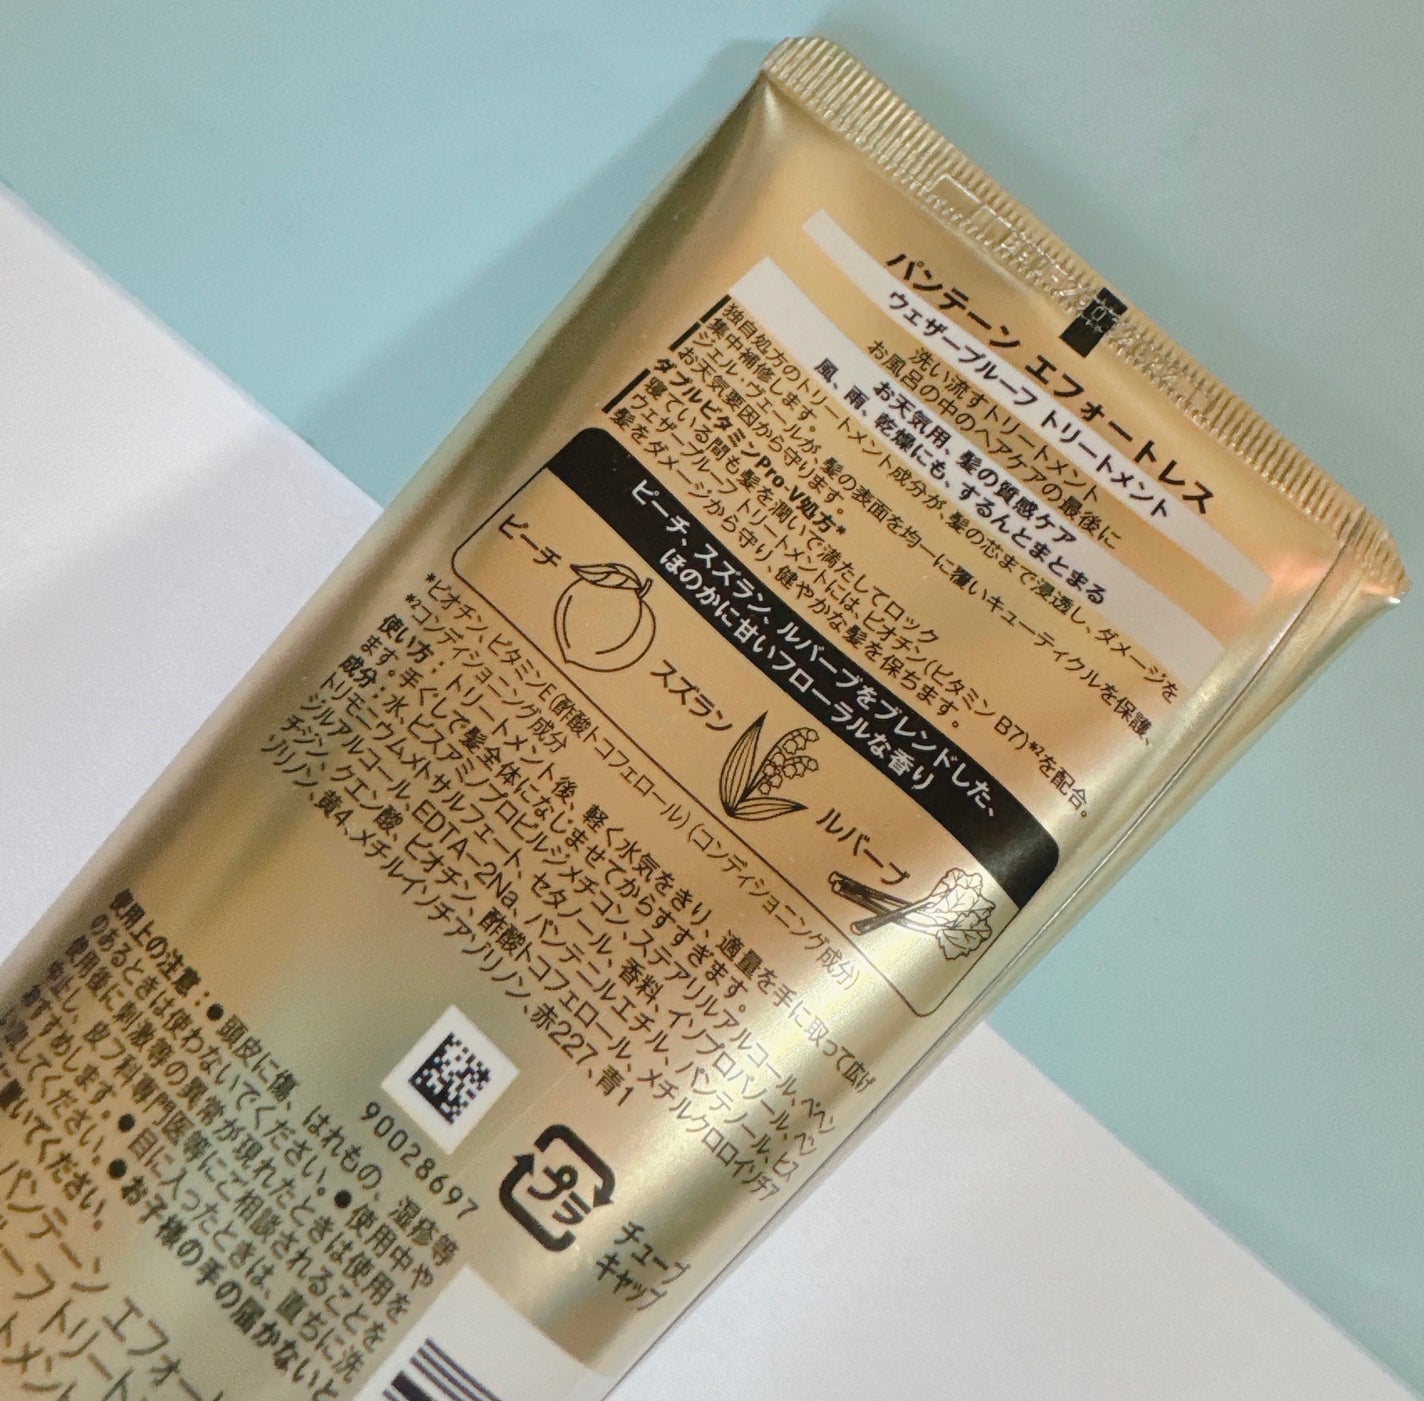 パンテーン エフォートレス
ウェザープルーフ トリートメント
洗い流すトリートメント
お風呂の中のヘアケアの最後に
お天気用、髪の質感ケア
風、雨、乾燥にも、するんとまとまる
独自処方のトリートメント成分が、髪の芯まで浸透し、ダメージを
集中補修します。
ジェル・ヴェールが、髪の表面を均一に覆いキューティクルを保護、
お天気要因から守ります。
ダブルビタミンPro-V処方*
寝ている間も髪を潤いで満たしてロック
ウェザープルーフ トリートメントには、ビオチン(ビタミン B7)*²を配合。
髪をダメージから守り、健やかな髪を保ちます。
ピーチ、スズラン、ルバーブをブレンドした、
ほのかに甘いフローラルな香り
ピーチ
スズラン
ルバーブ
*ビオチン、ビタミンE(酢酸トコフェロール)(コンディショニング成分)
*²コンディショニング成分
使い方：トリートメント後、軽く水気をきり、適量を手に取って広げ
ます。手ぐしで髪全体になじませてからすすぎます。
成分：水、ビスアミノプロピルジメチコン、ステアリルアルコール、ベヘン
トリモニウムメトサルフェート、セタノール、香料、イソプロパノール、ベン
ジルアルコール、EDTA-2Na、パンテニルエチル、パンテノール、ヒス
チジン、クエン酸、ビオチン、酢酸トコフェロール、メチルクロロイソチア
ゾリノン、メチルイソチアゾリノン、赤227、青1
黄4、
90028697
プラ
チューブ
キャップ
使用上の注意：●頭皮に傷、はれもの、湿疹等
のあるときは使わないでください。●使用中や
使用後に刺激等の異常が現れたときは使用を
中止し、皮フ科専門医等にご相談されることを
おすすめします。●目に入ったときは、直ちに洗
してください。●お子様の手の届かないと
置いてください。
パンテーン エフォート
ーフ トリート
トメント